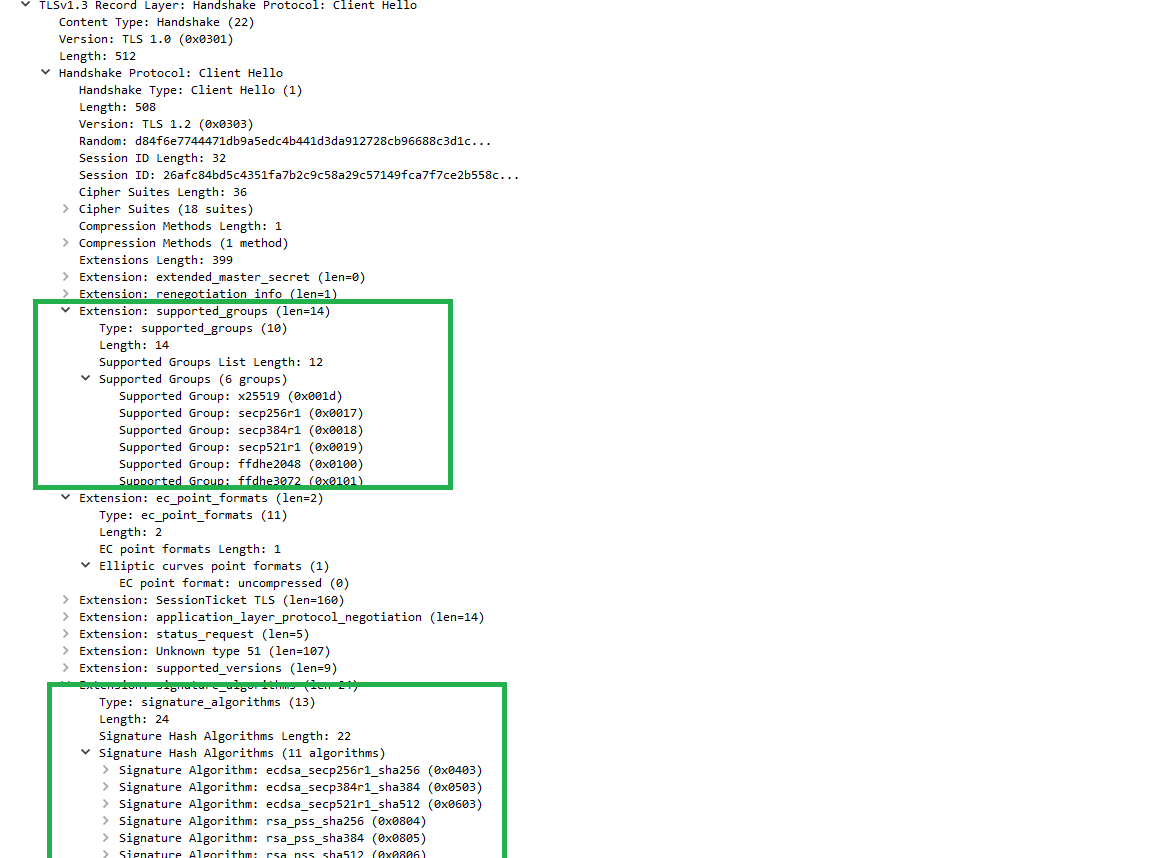 TLSv1.3 Record Layer: Handshake Protocol: Client Hello
Content Type: Handshake (22)
Version: TLS 1.0 (0x0301)
Length: 512
Handshake Protocol: Client Hello
Handshake Type: Client Hello (1)
Length: 508
Version: TLS 1.2 (0x0303)
Random: d84f6e7744471db9a5edc4b441d3da912728cb96688c3d1c...
Session ID Length: 32
Session ID: 26afc84bd5c4351fa7b2c9c58a29c57149fca7f7ce2b558c...
Cipher Suites Length: 36
Cipher Suites (18 suites)
Compression Methods Length: 1
Compression Methods (1 method)
Extensions Length: 399
Extension: extended_master_secret (len=0)
Extension: renegotiation_info (len=1)
Extension: supported_groups (len=14)
Type: supported_groups (10)
Length: 14
Supported Groups List Length: 12
Supported Groups (6 groups)
Supported Group: x25519 (0x001d)
Supported Group: secp256r1 (0x0017)
Supported Group: secp384r1 (0x0018)
Supported Group: secp521r1 (0x0019)
Supported Group: ffdhe2048 (0x0100)
Supported Group: ffdhe3072 (0x0101)
Extension: ec_point_formats (len=2)
Type: ec_point_formats (11)
Length: 2
EC point formats Length: 1
Elliptic curves point formats (1)
EC point format: uncompressed (0)
Extension: SessionTicket TLS (len=160)
Extension: application_layer_protocol_negotiation (len=14)
Extension: status_request (len=5)
Extension: Unknown type 51 (len=107)
Extension: supported_versions (len=9)
Extension: signature_algorithms (len=24)
Type: signature_algorithms (13)
Length: 24
Signature Hash Algorithms Length: 22
Signature Hash Algorithms (11 algorithms)
Signature Algorithm: ecdsa_secp256r1_sha256 (0x0403)
Signature Algorithm: ecdsa_secp384r1_sha384 (0x0503)
Signature Algorithm: ecdsa_secp521r1_sha512 (0x0603)
Signature Algorithm: rsa_pss_sha256 (0x0804)
Signature Algorithm: rsa_pss_sha384 (0x0805)
Signature Algorithm: rsa_pss_sha512 (0x0806)